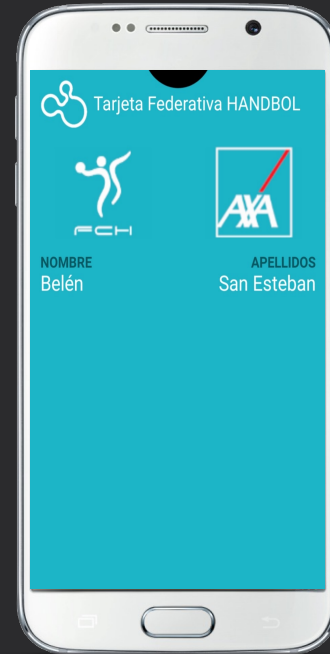 Tarjeta Federativa HANDBOL
FCH
AXA
NOMBRE
APELLIDOS
Belén
San Esteban